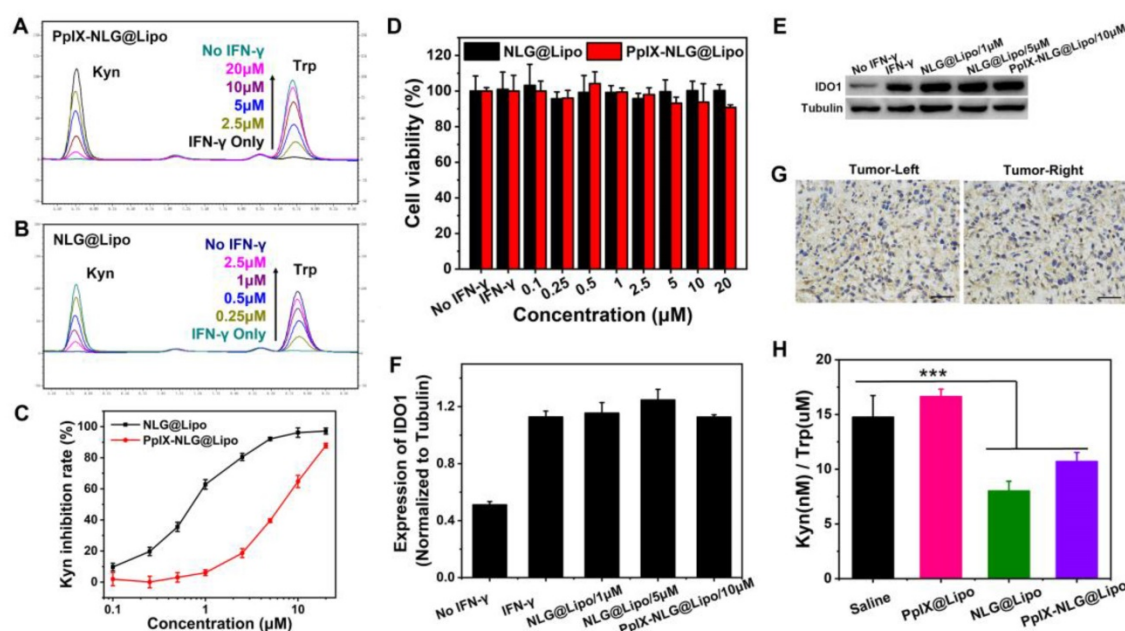 A
PpIX-NLG@Lipo
Kyn
No IFN-γ
20μM
10μM
5μM
2.5μM
IFN-γ Only
Trp
B
NLG@Lipo
Kyn
No IFN-γ
2.5μM
1μM
0.5μM
0.25μM
IFN-γ Only
Trp
C
NLG@Lipo
PpIX-NLG@Lipo
Kyn inhibition rate (%)
100
80
60
40
20
0
0.1
1
10
Concentration (μM)
D
NLG@Lipo
PpIX-NLG@Lipo
Cell viability (%)
120
100
80
60
40
20
0
No IFN-γ
IFN-γ
0.1
0.25
0.5
1
2.5
5
10
20
Concentration (μM)
E
No IFN-γ
IFN-γ
NLG@Lipo/1μM
NLG@Lipo/5μM
PpIX-NLG@Lipo/10μM
IDO1
Tubulin
F
Expression of IDO1
(Normalized to Tubulin)
1.2
0.8
0.4
0.0
No IFN-γ
IFN-γ
NLG@Lipo/1μM
NLG@Lipo/5μM
PpIX-NLG@Lipo/10μM
G
Tumor-Left
Tumor-Right
H
Kyn(nM) / Trp(uM)
20
15
10
5
0
***
Saline
PpIX@Lipo
NLG@Lipo
PpIX-NLG@Lipo